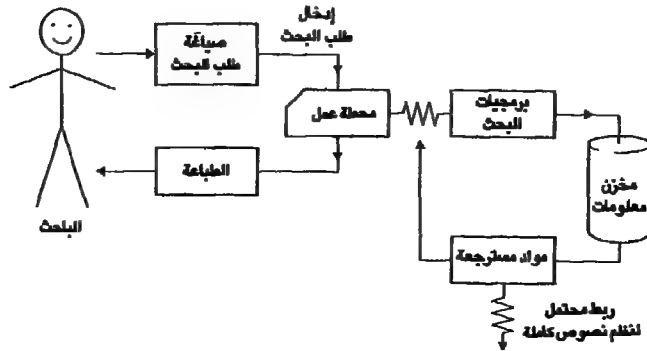 إدخال
طلب البحث
صياغة
طلب البحث
محطة عمل
برمجيات
البحث
مخزن
معلومات
الطباعة
الباحث
مواد مسترجعة
ربط محتمل
لنظم نصوص كاملة